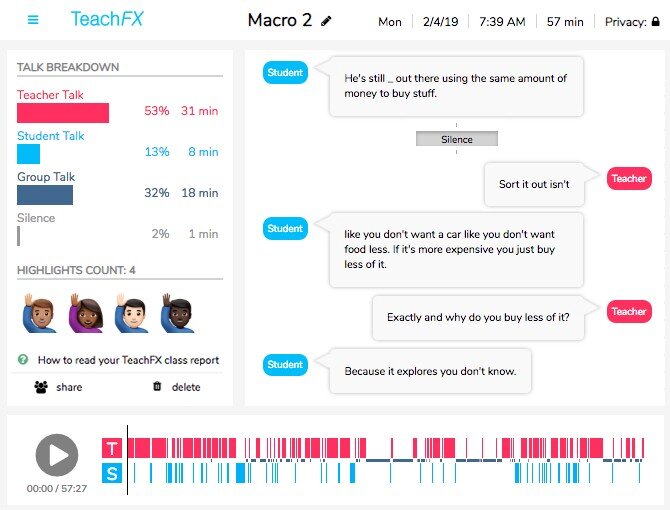 TeachFX
Macro 2
Mon
2/4/19
7:39 AM
57 min
Privacy:
TALK BREAKDOWN
Teacher Talk
53% 31 min
Student Talk
13% 8 min
Group Talk
32% 18 min
Silence
2% 1 min
HIGHLIGHTS COUNT: 4
? How to read your TeachFX class report
share
delete
Student
He's still _ out there using the same amount of
money to buy stuff.
Silence
Sort it out isn't
Teacher
Student
like you don't want a car like you don't want
food less. If it's more expensive you just buy
less of it.
Exactly and why do you buy less of it?
Teacher
Student
Because it explores you don't know.
T
S
00:00 / 57:27